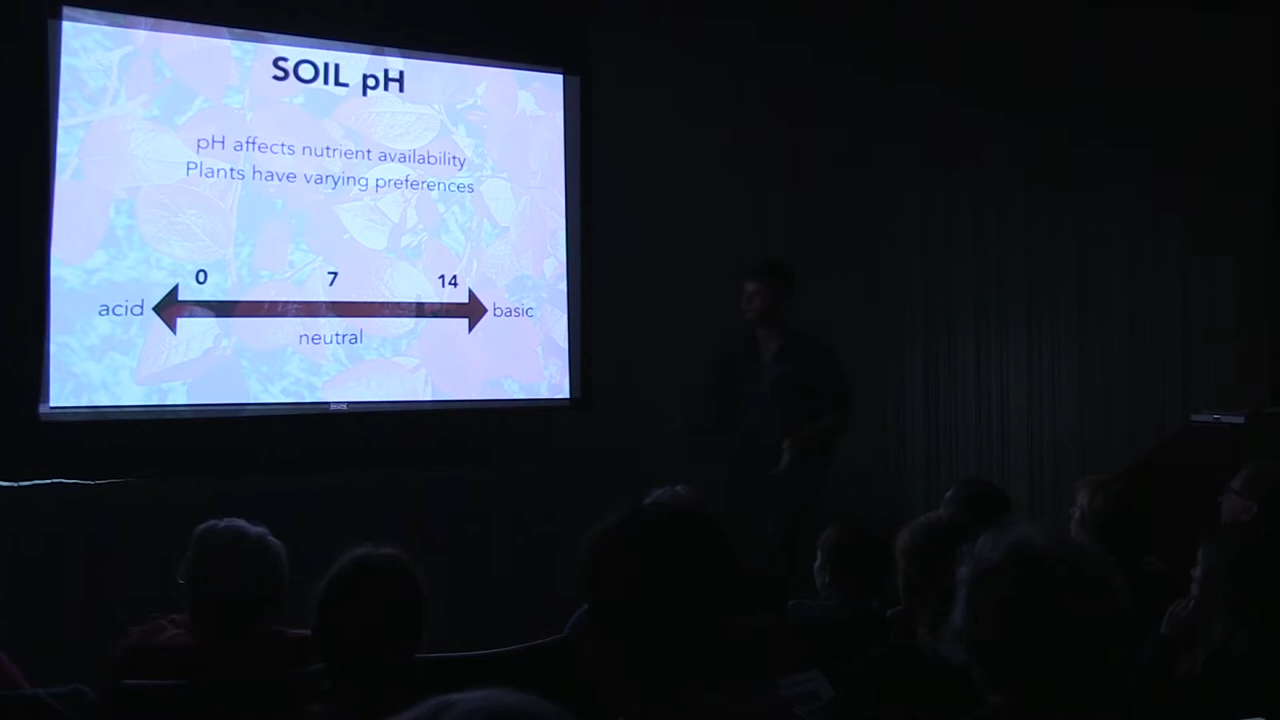 SOIL pH
pH affects nutrient availability
Plants have varying preferences
0 7 14
acid basic
neutral